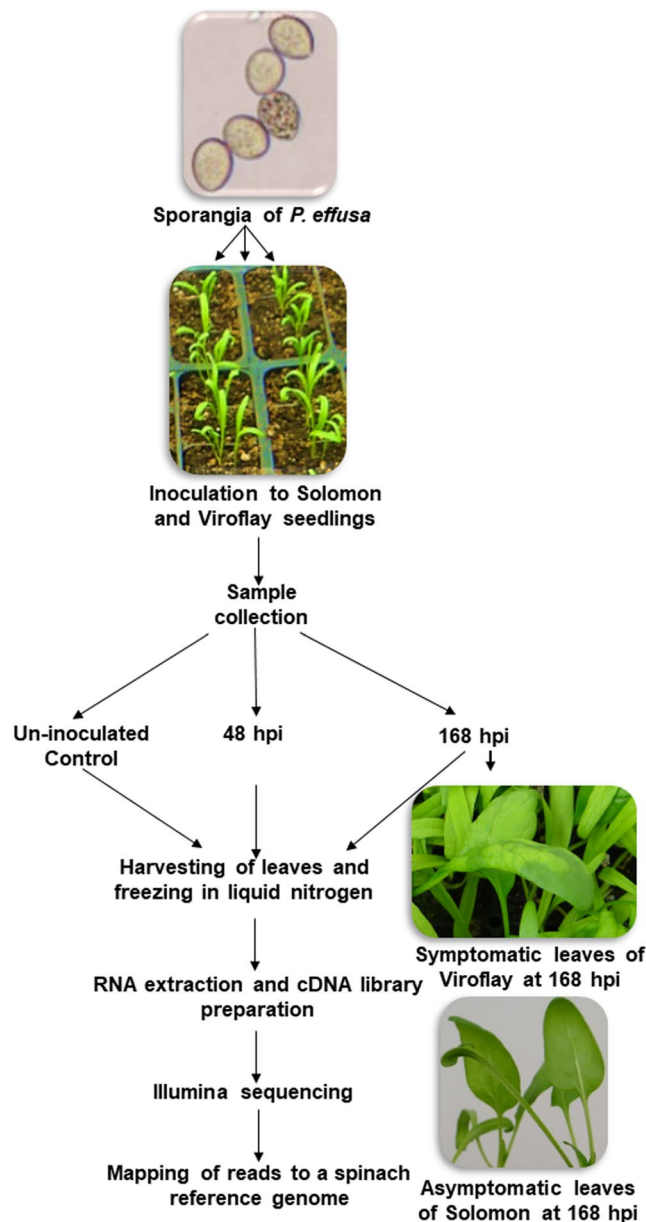 Sporangia of P. effusa
Inoculation to Solomon
and Viroflay seedlings
Sample
collection
Un-inoculated
Control
48 hpi
168 hpi
Harvesting of leaves and
freezing in liquid nitrogen
Symptomatic leaves of
Viroflay at 168 hpi
RNA extraction and cDNA library
preparation
Illumina sequencing
Mapping of reads to a spinach
reference genome
Asymptomatic leaves
of Solomon at 168 hpi